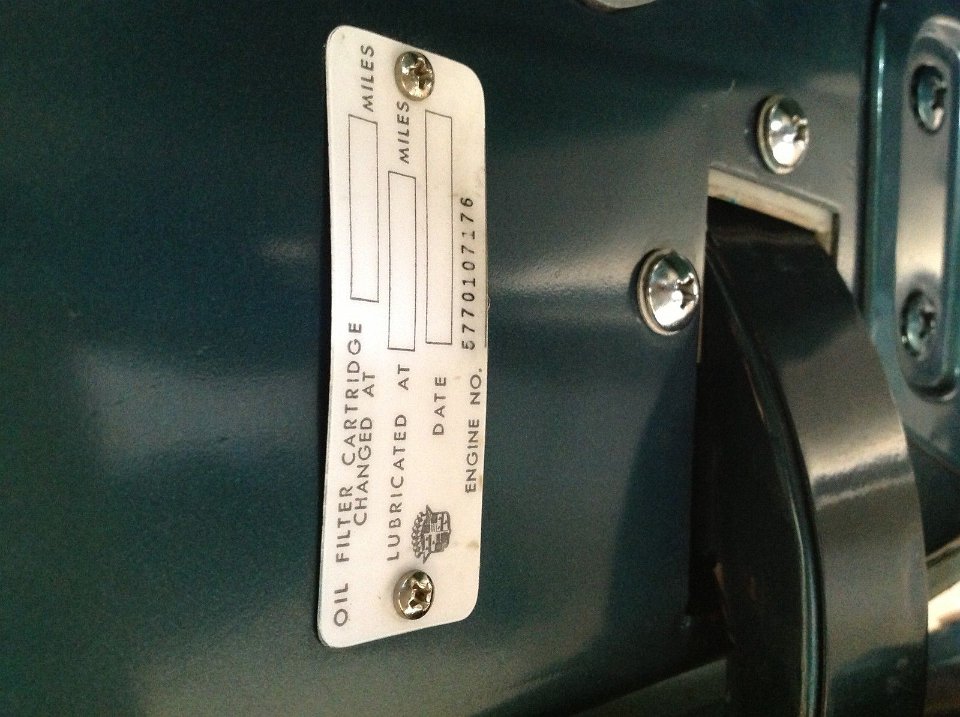 OIL FILTER CARTRIDGE
CHANGED AT MILES
LUBRICATED AT MILES
DATE
ENGINE NO. 5770107176